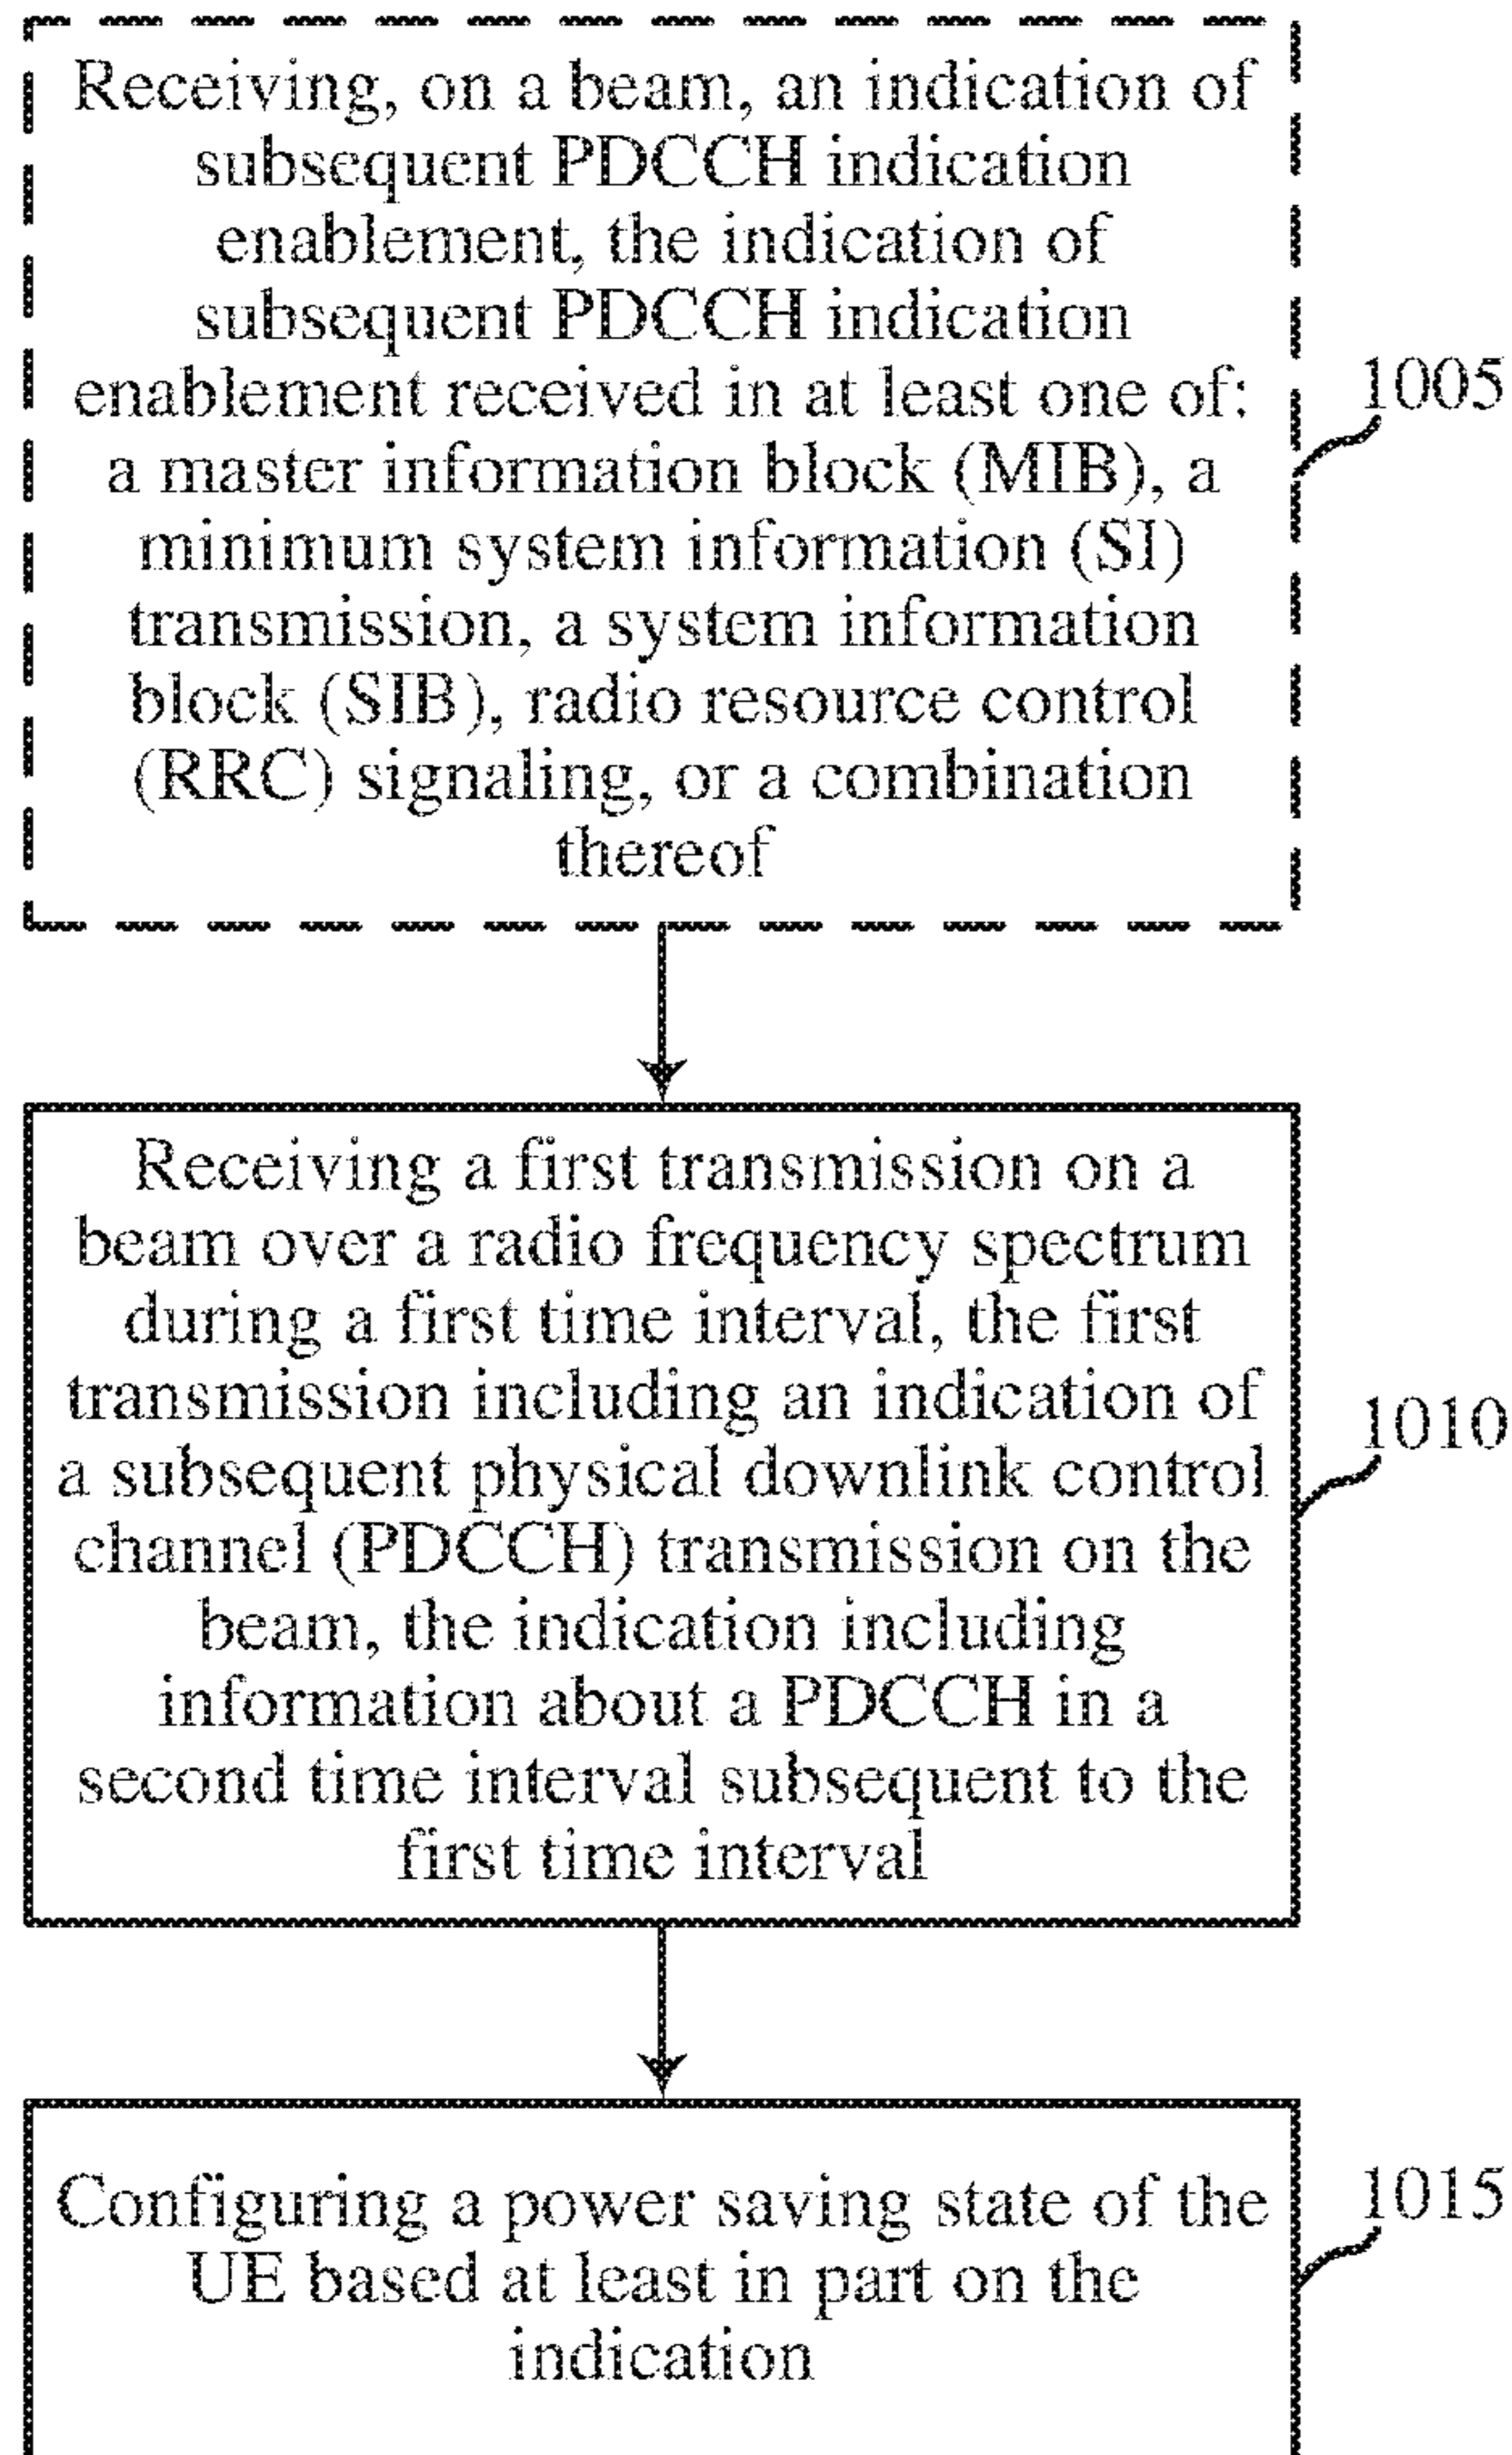 Receiving, on a beam, an indication of
subsequent PDCCH indication
enablement, the indication of
subsequent PDCCH indication
enablement received in at least one of:
a master information block (MIB), a
minimum system information (SI)
transmission, a system information
block (SIB), radio resource control
(RRC) signaling, or a combination
thereof
1005
Receiving a first transmission on a
beam over a radio frequency spectrum
during a first time interval, the first
transmission including an indication of
a subsequent physical downlink control
channel (PDCCH) transmission on the
beam, the indication including
information about a PDCCH in a
second time interval subsequent to the
first time interval
1010
Configuring a power saving state of the
UE based at least in part on the
indication
1015